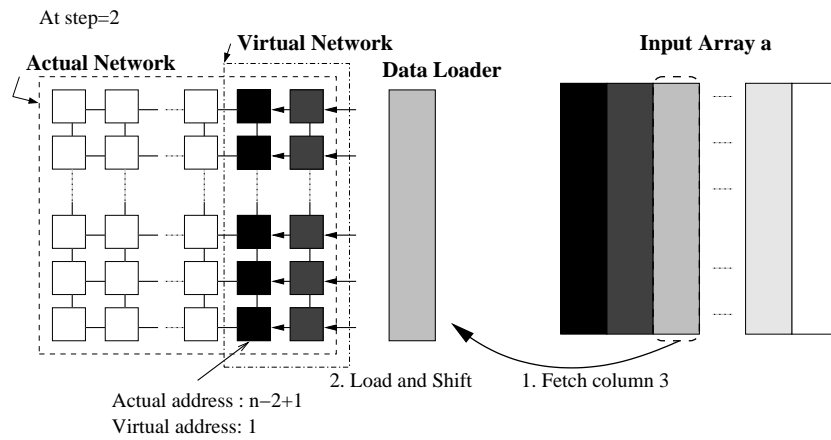 At step=2
Virtual Network
Input Array a
Actual Network
Data Loader
2. Load and Shift
1. Fetch column 3
Actual address : n−2+1
Virtual address: 1